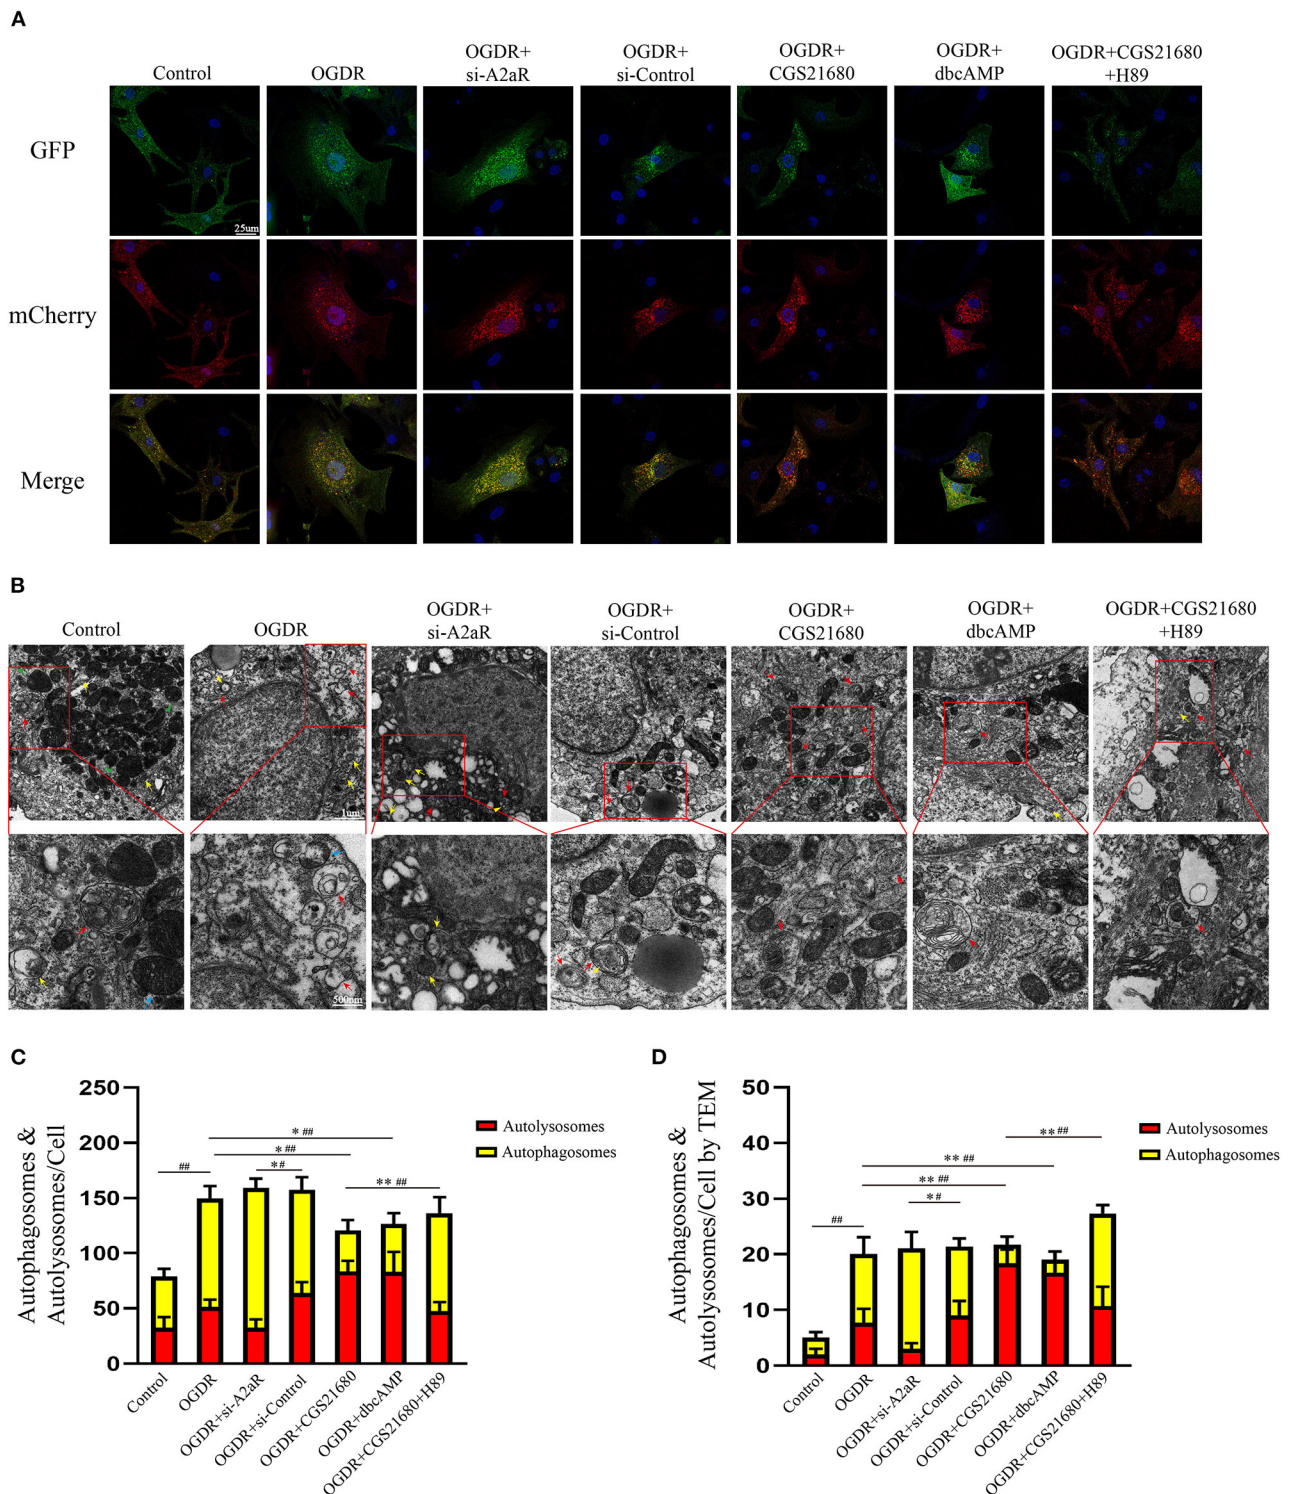 A
Control
OGDR
OGDR+
si-A2aR
OGDR+
si-Control
OGDR+
CGS21680
OGDR+
dbcAMP
OGDR+CGS21680
+H89
GFP
25um
mCherry
Merge
B
Control
OGDR
OGDR+
si-A2aR
OGDR+
si-Control
OGDR+
CGS21680
OGDR+
dbcAMP
OGDR+CGS21680
+H89
1um
500nm
C
Autophagosomes &
Autolysosomes/Cell
250
200
150
100
50
0
##
* ##
* ##
* #
** ##
Autolysosomes
Autophagosomes
Control
OGDR
OGDR+si-A2aR
OGDR+si-Control
OGDR+CGS21680
OGDR+dbcAMP
OGDR+CGS21680+H89
D
Autophagosomes &
Autolysosomes/Cell by TEM
50
40
30
20
10
0
##
** ##
** ##
* #
** ##
Autolysosomes
Autophagosomes
Control
OGDR
OGDR+si-A2aR
OGDR+si-Control
OGDR+CGS21680
OGDR+dbcAMP
OGDR+CGS21680+H89